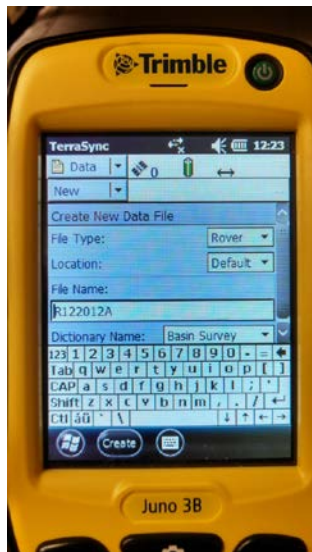 Trimble
TerraSync 12:23
Data 0
New
Create New Data File
File Type: Rover
Location: Default
File Name:
R122012A
Dictionary Name: Basin Survey
123 1 2 3 4 5 6 7 8 9 0 - =
Tab q w e r t y u i o p [ ]
CAP a s d f g h j k l ; '
Shift z x c v b n m , . /
Ctl áü ` \
Create
Juno 3B